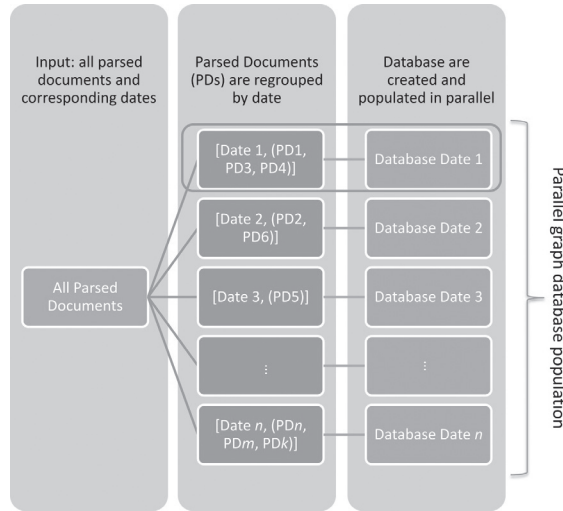 Input: all parsed
documents and
corresponding dates
Parsed Documents
(PDs) are regrouped
by date
Database are
created and
populated in parallel
All Parsed
Documents
[Date 1, (PD1,
PD3, PD4)]
Database Date 1
[Date 2, (PD2,
PD6)]
Database Date 2
[Date 3, (PD5)]
Database Date 3
⋮
⋮
[Date n, (PDn,
PDm, PDk)]
Database Date n
Parallel graph database population